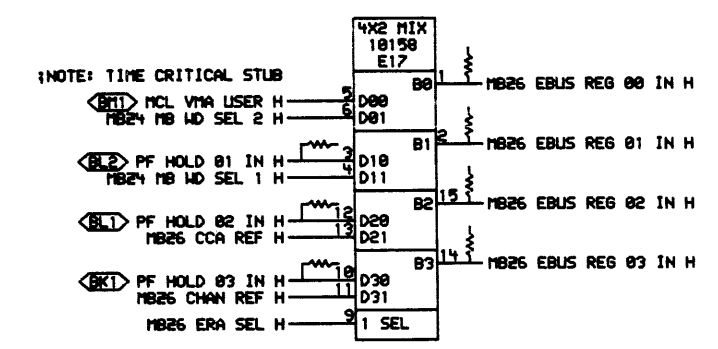 4X2 MIX
10158
E17
;NOTE: TIME CRITICAL STUB
B0 1 MB26 EBUS REG 00 IN H
BM1 MCL VMA USER H 5 D00
MB24 MB WD SEL 2 H 6 D01
B1 2 MB26 EBUS REG 01 IN H
BL2 PF HOLD 01 IN H 3 D10
MB24 MB WD SEL 1 H 4 D11
B2 15 MB26 EBUS REG 02 IN H
BL1 PF HOLD 02 IN H 12 D20
MB26 CCA REF H 13 D21
B3 14 MB26 EBUS REG 03 IN H
BK1 PF HOLD 03 IN H 10 D30
MB26 CHAN REF H 11 D31
MB26 ERA SEL H 9 1 SEL